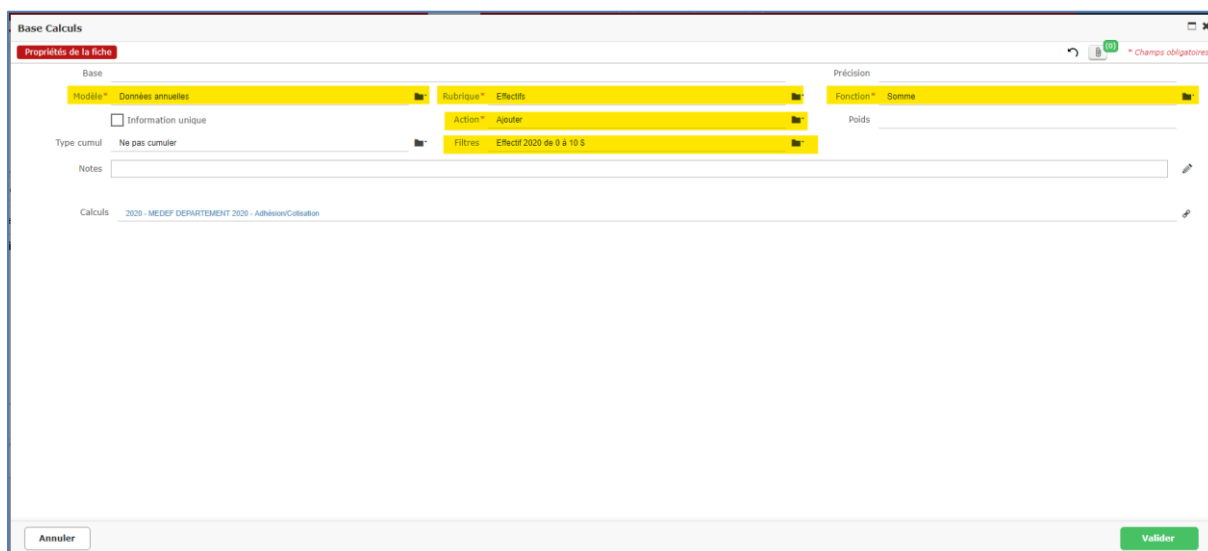 Base Calculs
Propriétés de la fiche (0) * Champs obligatoires
Base Précision
Modèle* Données annuelles Rubrique* Effectifs Fonction* Somme
Information unique Action* Ajouter Poids
Type cumul Ne pas cumuler Filtres Effectif 2020 de 0 à 10 S
Notes
Calculs 2020 - MEDEF DEPARTEMENT 2020 - Adhésion/Cotisation
Annuler Valider